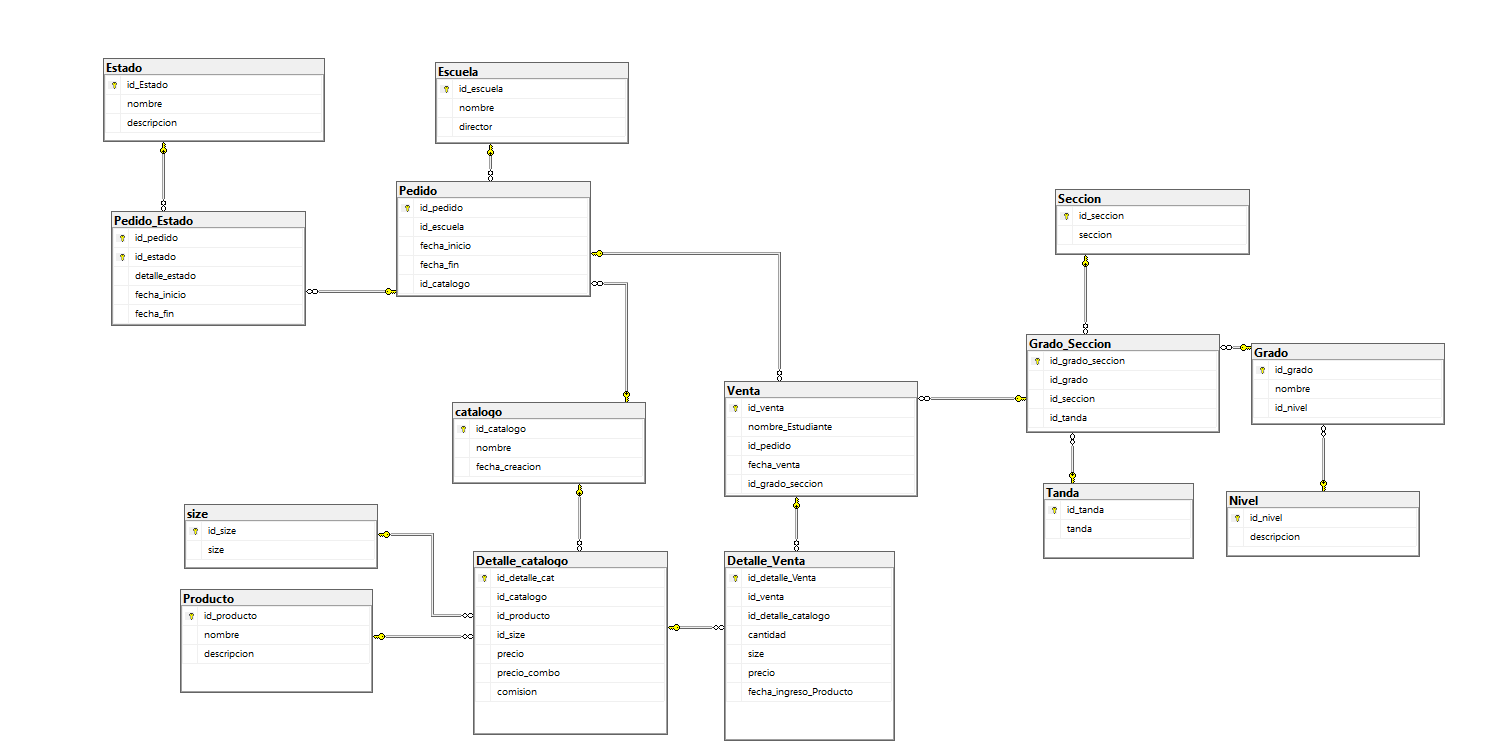 Estado
id_Estado
nombre
descripcion
Escuela
id_escuela
nombre
director
Pedido
id_pedido
id_escuela
fecha_inicio
fecha_fin
id_catalogo
Pedido_Estado
id_pedido
id_estado
detalle_estado
fecha_inicio
fecha_fin
Seccion
id_seccion
seccion
Grado_Seccion
id_grado_seccion
id_grado
id_seccion
id_tanda
Grado
id_grado
nombre
id_nivel
Venta
id_venta
nombre_Estudiante
id_pedido
fecha_venta
id_grado_seccion
catalogo
id_catalogo
nombre
fecha_creacion
Tanda
id_tanda
tanda
Nivel
id_nivel
descripcion
size
id_size
size
Producto
id_producto
nombre
descripcion
Detalle_catalogo
id_detalle_cat
id_catalogo
id_producto
id_size
precio
precio_combo
comision
Detalle_Venta
id_detalle_Venta
id_venta
id_detalle_catalogo
cantidad
size
precio
fecha_ingreso_Producto